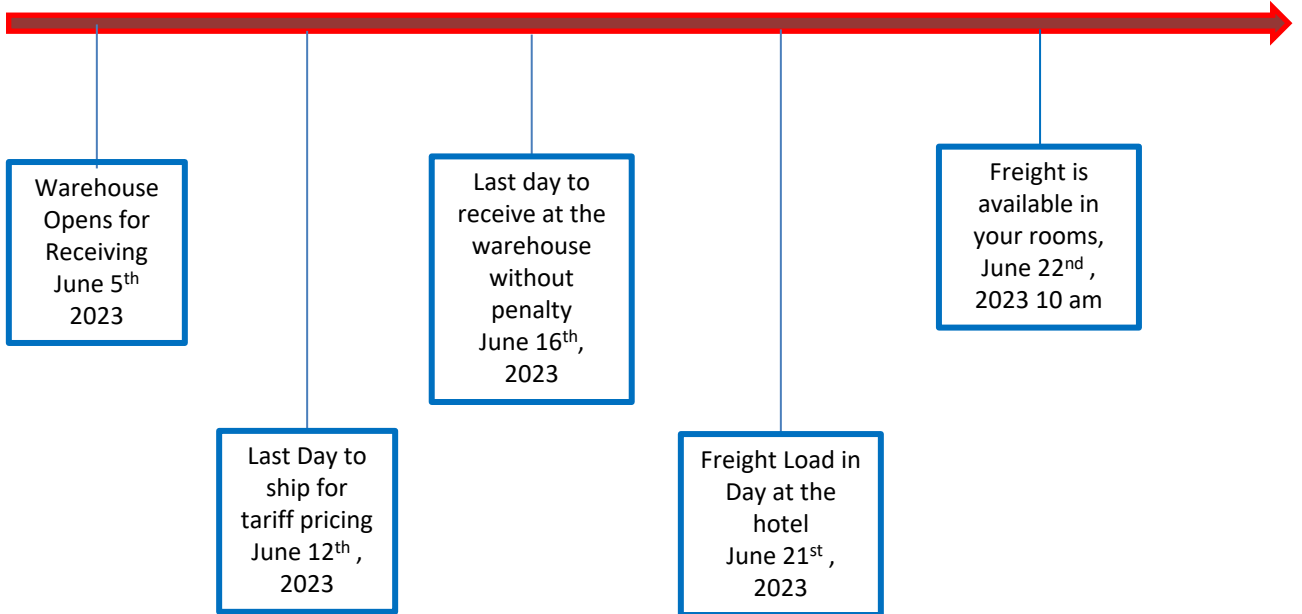 Warehouse
Opens for
Receiving
June 5th
2023
Last Day to
ship for
tariff pricing
June 12th ,
2023
Last day to
receive at the
warehouse
without
penalty
June 16th,
2023
Freight Load in
Day at the
hotel
June 21st ,
2023
Freight is
available in
your rooms,
June 22nd ,
2023 10 am